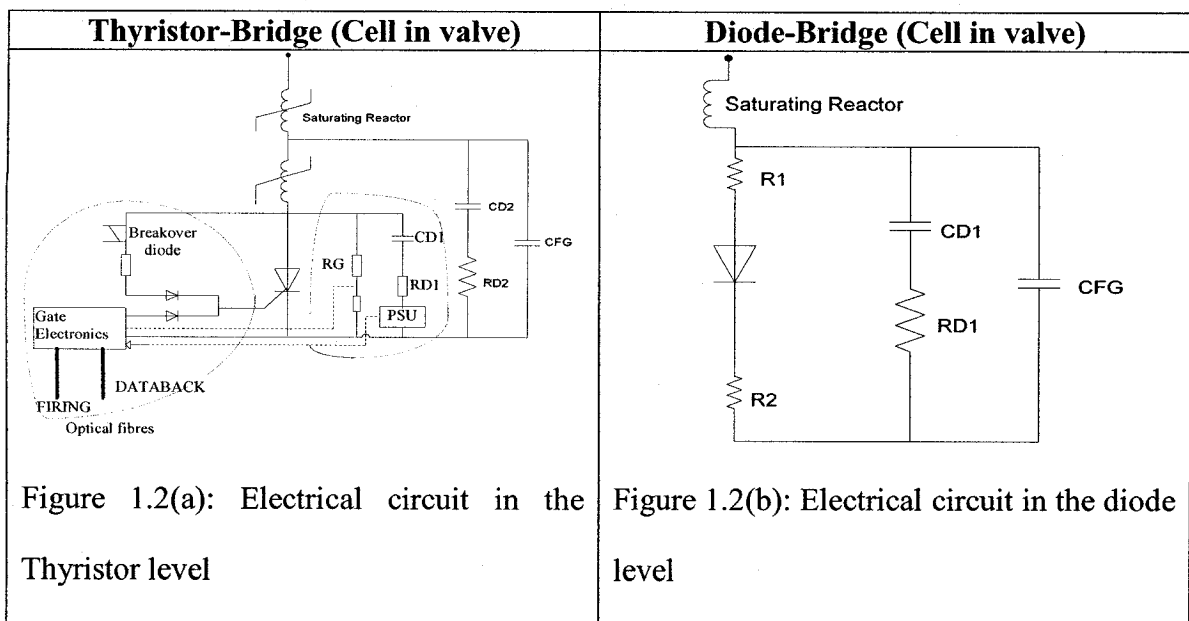 Thyristor-Bridge (Cell in valve)
Saturating Reactor
CD2
CFG
RD2
Breakover
diode
RG
CD1
RD1
PSU
Gate
Electronics
DATABACK
FIRING
Optical fibres
Figure 1.2(a): Electrical circuit in the
Thyristor level
Diode-Bridge (Cell in valve)
Saturating Reactor
R1
CD1
CFG
RD1
R2
Figure 1.2(b): Electrical circuit in the diode
level